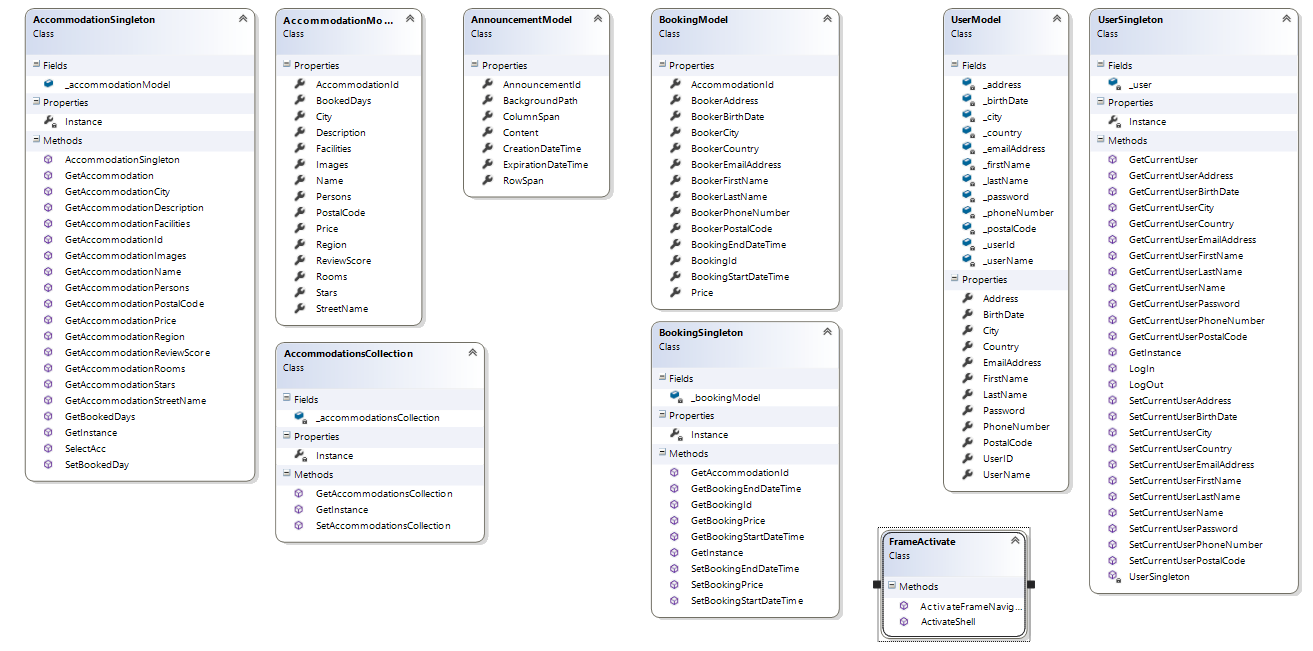 AccommodationSingleton
Class
Fields
_accommodationModel
Properties
Instance
Methods
AccommodationSingleton
GetAccommodation
GetAccommodationCity
GetAccommodationDescription
GetAccommodationFacilities
GetAccommodationId
GetAccommodationImages
GetAccommodationName
GetAccommodationPersons
GetAccommodationPostalCode
GetAccommodationPrice
GetAccommodationRegion
GetAccommodationReviewScore
GetAccommodationRooms
GetAccommodationStars
GetAccommodationStreetName
GetBookedDays
GetInstance
SelectAcc
SetBookedDay
AccommodationMo...
Class
Properties
AccommodationId
BookedDays
City
Description
Facilities
Images
Name
Persons
PostalCode
Price
Region
ReviewScore
Rooms
Stars
StreetName
AccommodationsCollection
Class
Fields
_accommodationsCollection
Properties
Instance
Methods
GetAccommodationsCollection
GetInstance
SetAccommodationsCollection
AnnouncementModel
Class
Properties
AnnouncementId
BackgroundPath
ColumnSpan
Content
CreationDateTime
ExpirationDateTime
RowSpan
BookingModel
Class
Properties
AccommodationId
BookerAddress
BookerBirthDate
BookerCity
BookerCountry
BookerEmailAddress
BookerFirstName
BookerLastName
BookerPhoneNumber
BookerPostalCode
BookingEndDateTime
BookingId
BookingStartDateTime
Price
BookingSingleton
Class
Fields
_bookingModel
Properties
Instance
Methods
GetAccommodationId
GetBookingEndDateTime
GetBookingId
GetBookingPrice
GetBookingStartDateTime
GetInstance
SetBookingEndDateTime
SetBookingPrice
SetBookingStartDateTime
UserModel
Class
Fields
_address
_birthDate
_city
_country
_emailAddress
_firstName
_lastName
_password
_phoneNumber
_postalCode
_userId
_userName
Properties
Address
BirthDate
City
Country
EmailAddress
FirstName
LastName
Password
PhoneNumber
PostalCode
UserID
UserName
FrameActivate
Class
Methods
ActivateFrameNavig...
ActivateShell
UserSingleton
Class
Fields
_user
Properties
Instance
Methods
GetCurrentUser
GetCurrentUserAddress
GetCurrentUserBirthDate
GetCurrentUserCity
GetCurrentUserCountry
GetCurrentUserEmailAddress
GetCurrentUserFirstName
GetCurrentUserLastName
GetCurrentUserName
GetCurrentUserPassword
GetCurrentUserPhoneNumber
GetCurrentUserPostalCode
GetInstance
LogIn
LogOut
SetCurrentUserAddress
SetCurrentUserBirthDate
SetCurrentUserCity
SetCurrentUserCountry
SetCurrentUserEmailAddress
SetCurrentUserFirstName
SetCurrentUserLastName
SetCurrentUserName
SetCurrentUserPassword
SetCurrentUserPhoneNumber
SetCurrentUserPostalCode
UserSingleton